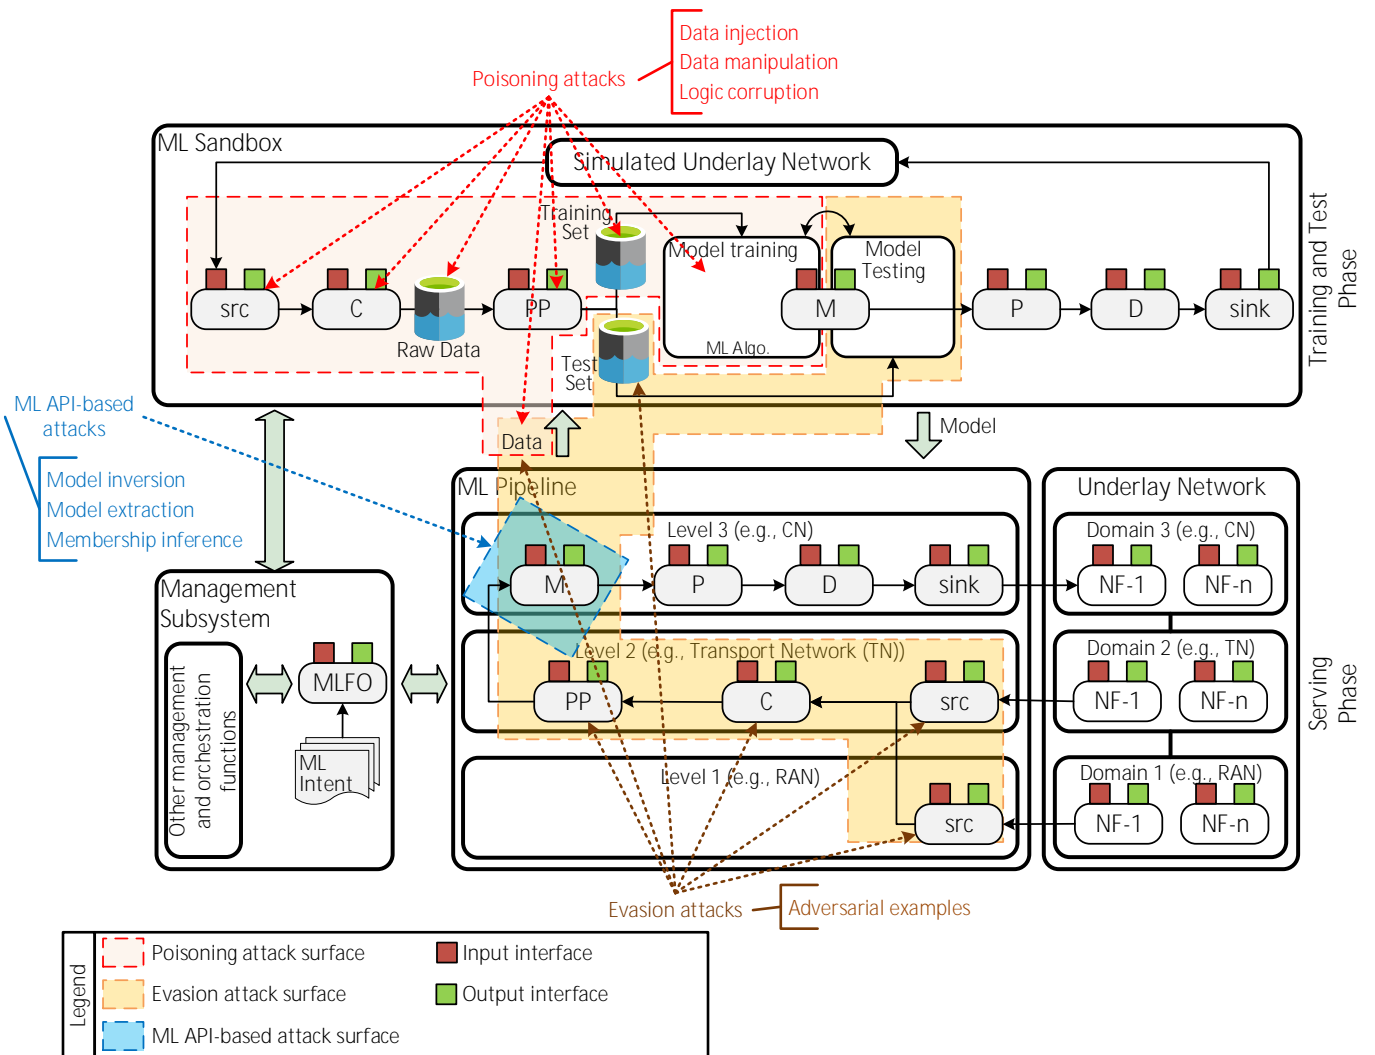 Data injection
Data manipulation
Logic corruption
Poisoning attacks
ML Sandbox
Simulated Underlay Network
Training
Set
Model training
Model
Testing
src
C
PP
M
P
D
sink
Raw Data
Test
Set
ML Algo.
Training and Test
Phase
ML API-based
attacks
Model inversion
Model extraction
Membership inference
Data
Model
ML Pipeline
Level 3 (e.g., CN)
M
P
D
sink
Level 2 (e.g., Transport Network (TN))
PP
C
src
Level 1 (e.g., RAN)
src
Underlay Network
Domain 3 (e.g., CN)
NF-1
NF-n
Domain 2 (e.g., TN)
NF-1
NF-n
Domain 1 (e.g., RAN)
NF-1
NF-n
Serving
Phase
Management
Subsystem
Other management
and orchestration
functions
MLFO
ML
Intent
Evasion attacks
Adversarial examples
Legend
Poisoning attack surface
Evasion attack surface
ML API-based attack surface
Input interface
Output interface